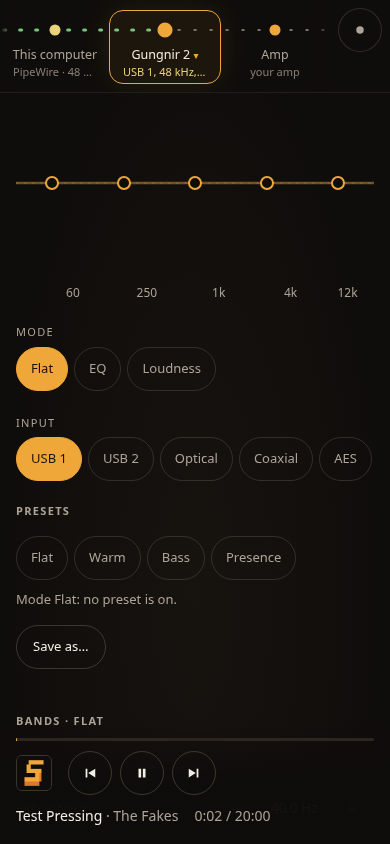 This computer
PipeWire · 48 ...
Gungnir 2 ▾
USB 1, 48 kHz,...
Amp
your amp
60 250 1k 4k 12k
MODE
Flat EQ Loudness
INPUT
USB 1 USB 2 Optical Coaxial AES
PRESETS
Flat Warm Bass Presence
Mode Flat: no preset is on.
Save as...
BANDS · FLAT
Test Pressing · The Fakes 0:02 / 20:00